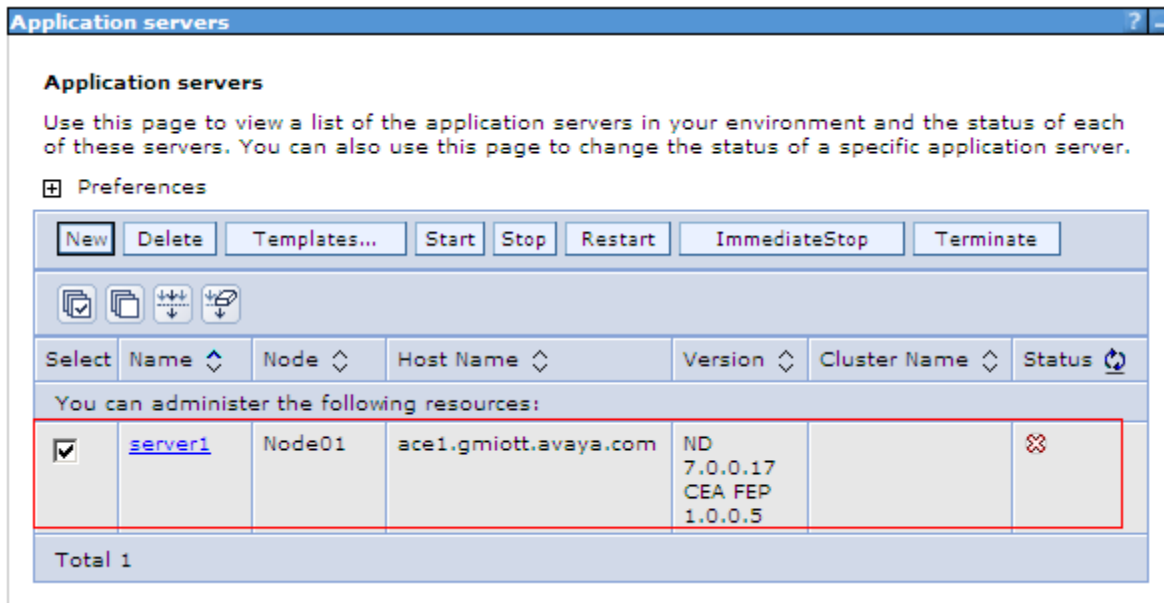 Application servers ? -
Application servers
Use this page to view a list of the application servers in your environment and the status of each
of these servers. You can also use this page to change the status of a specific application server.
Preferences
New Delete Templates... Start Stop Restart ImmediateStop Terminate
Select Name Node Host Name Version Cluster Name Status
You can administer the following resources:
server1 Node01 ace1.gmiott.avaya.com ND
7.0.0.17
CEA FEP
1.0.0.5
Total 1